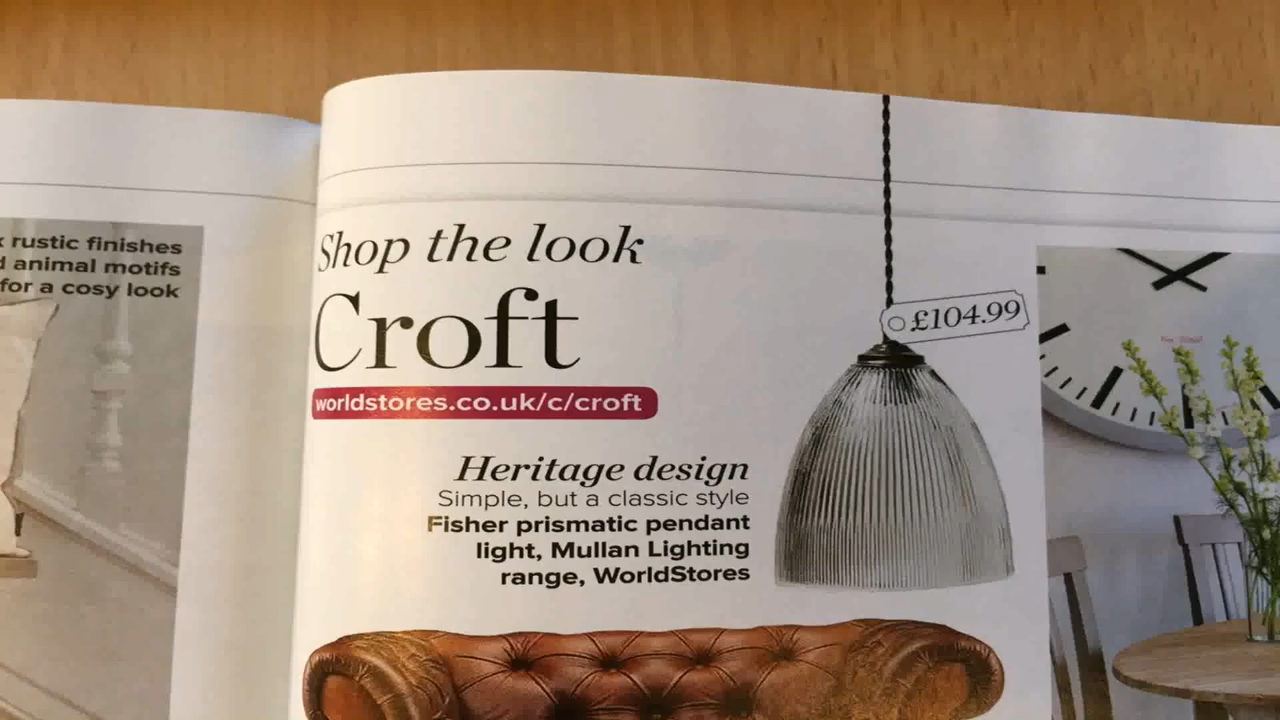 rustic finishes
animal motifs
for a cosy look
Shop the look
Croft
worldstores.co.uk/c/croft
£104.99
Heritage design
Simple, but a classic style
Fisher prismatic pendant
light, Mullan Lighting
range, WorldStores